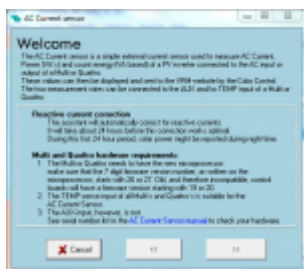 AC Current sensor
Welcome
The AC Current sensor is a simple external current sensor used to measure AC Current,
Power (W) and count energy (VA based) of a PV inverter connected to the AC input or
output of a Multi or Quattro.
These values can then be displayed and sent to the VRM website by the Color Control.
The two measurement notes can be connected to the AUX and/or TEMP input of a Multi or
Quattro.
Reactive current correction
The assistant will automatically correct for reactive currents.
It will take about 24 hours before this correction works optimal.
During this first 24 hour period, solar power might be reported during night time.
Multi and Quattro hardware requirements:
1. The Multi or Quattro needs to have the new microprocessor:
make sure that the 7 digit firmware version number, as written on the
microprocessor, starts with 26 or 27. Old, and therefore incompatible, control
boards will have a firmware version starting with 19 or 20.
2. The TEMP sense input of all Multi's and Quattro's is suitable for the
AC Current Sensor.
3. The AUX input, however, is not.
See serial number list in the AC Current Sensor manual to check your hardware.
Cancel
<<
>>